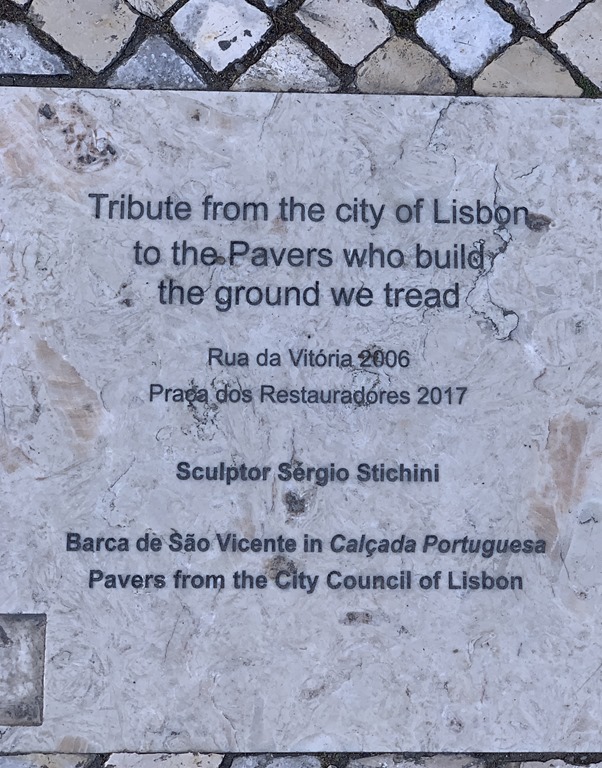 Tribute from the city of Lisbon
to the Pavers who build
the ground we tread
Rua da Vitória 2006
Praça dos Restauradores 2017
Sculptor Sérgio Stichini
Barca de São Vicente in Calçada Portuguesa
Pavers from the City Council of Lisbon